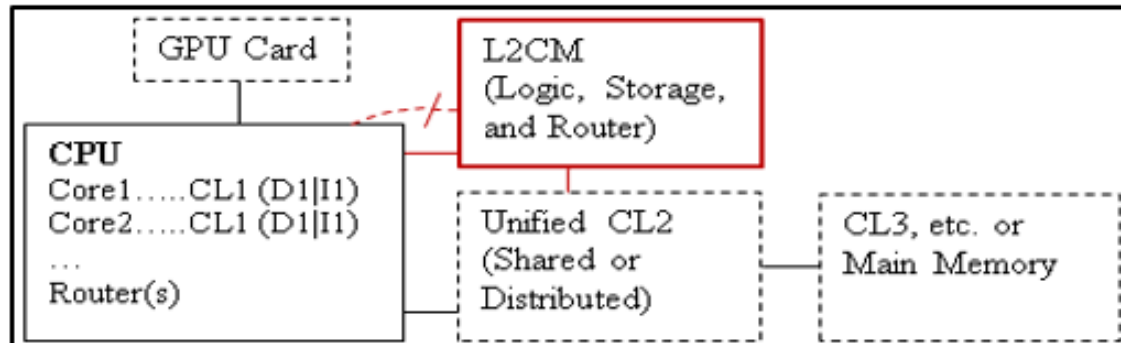 GPU Card
L2CM
(Logic, Storage,
and Router)
CPU
Core1.....CL1 (D1|I1)
Core2.....CL1 (D1|I1)
...
Router(s)
Unified CL2
(Shared or
Distributed)
CL3, etc. or
Main Memory